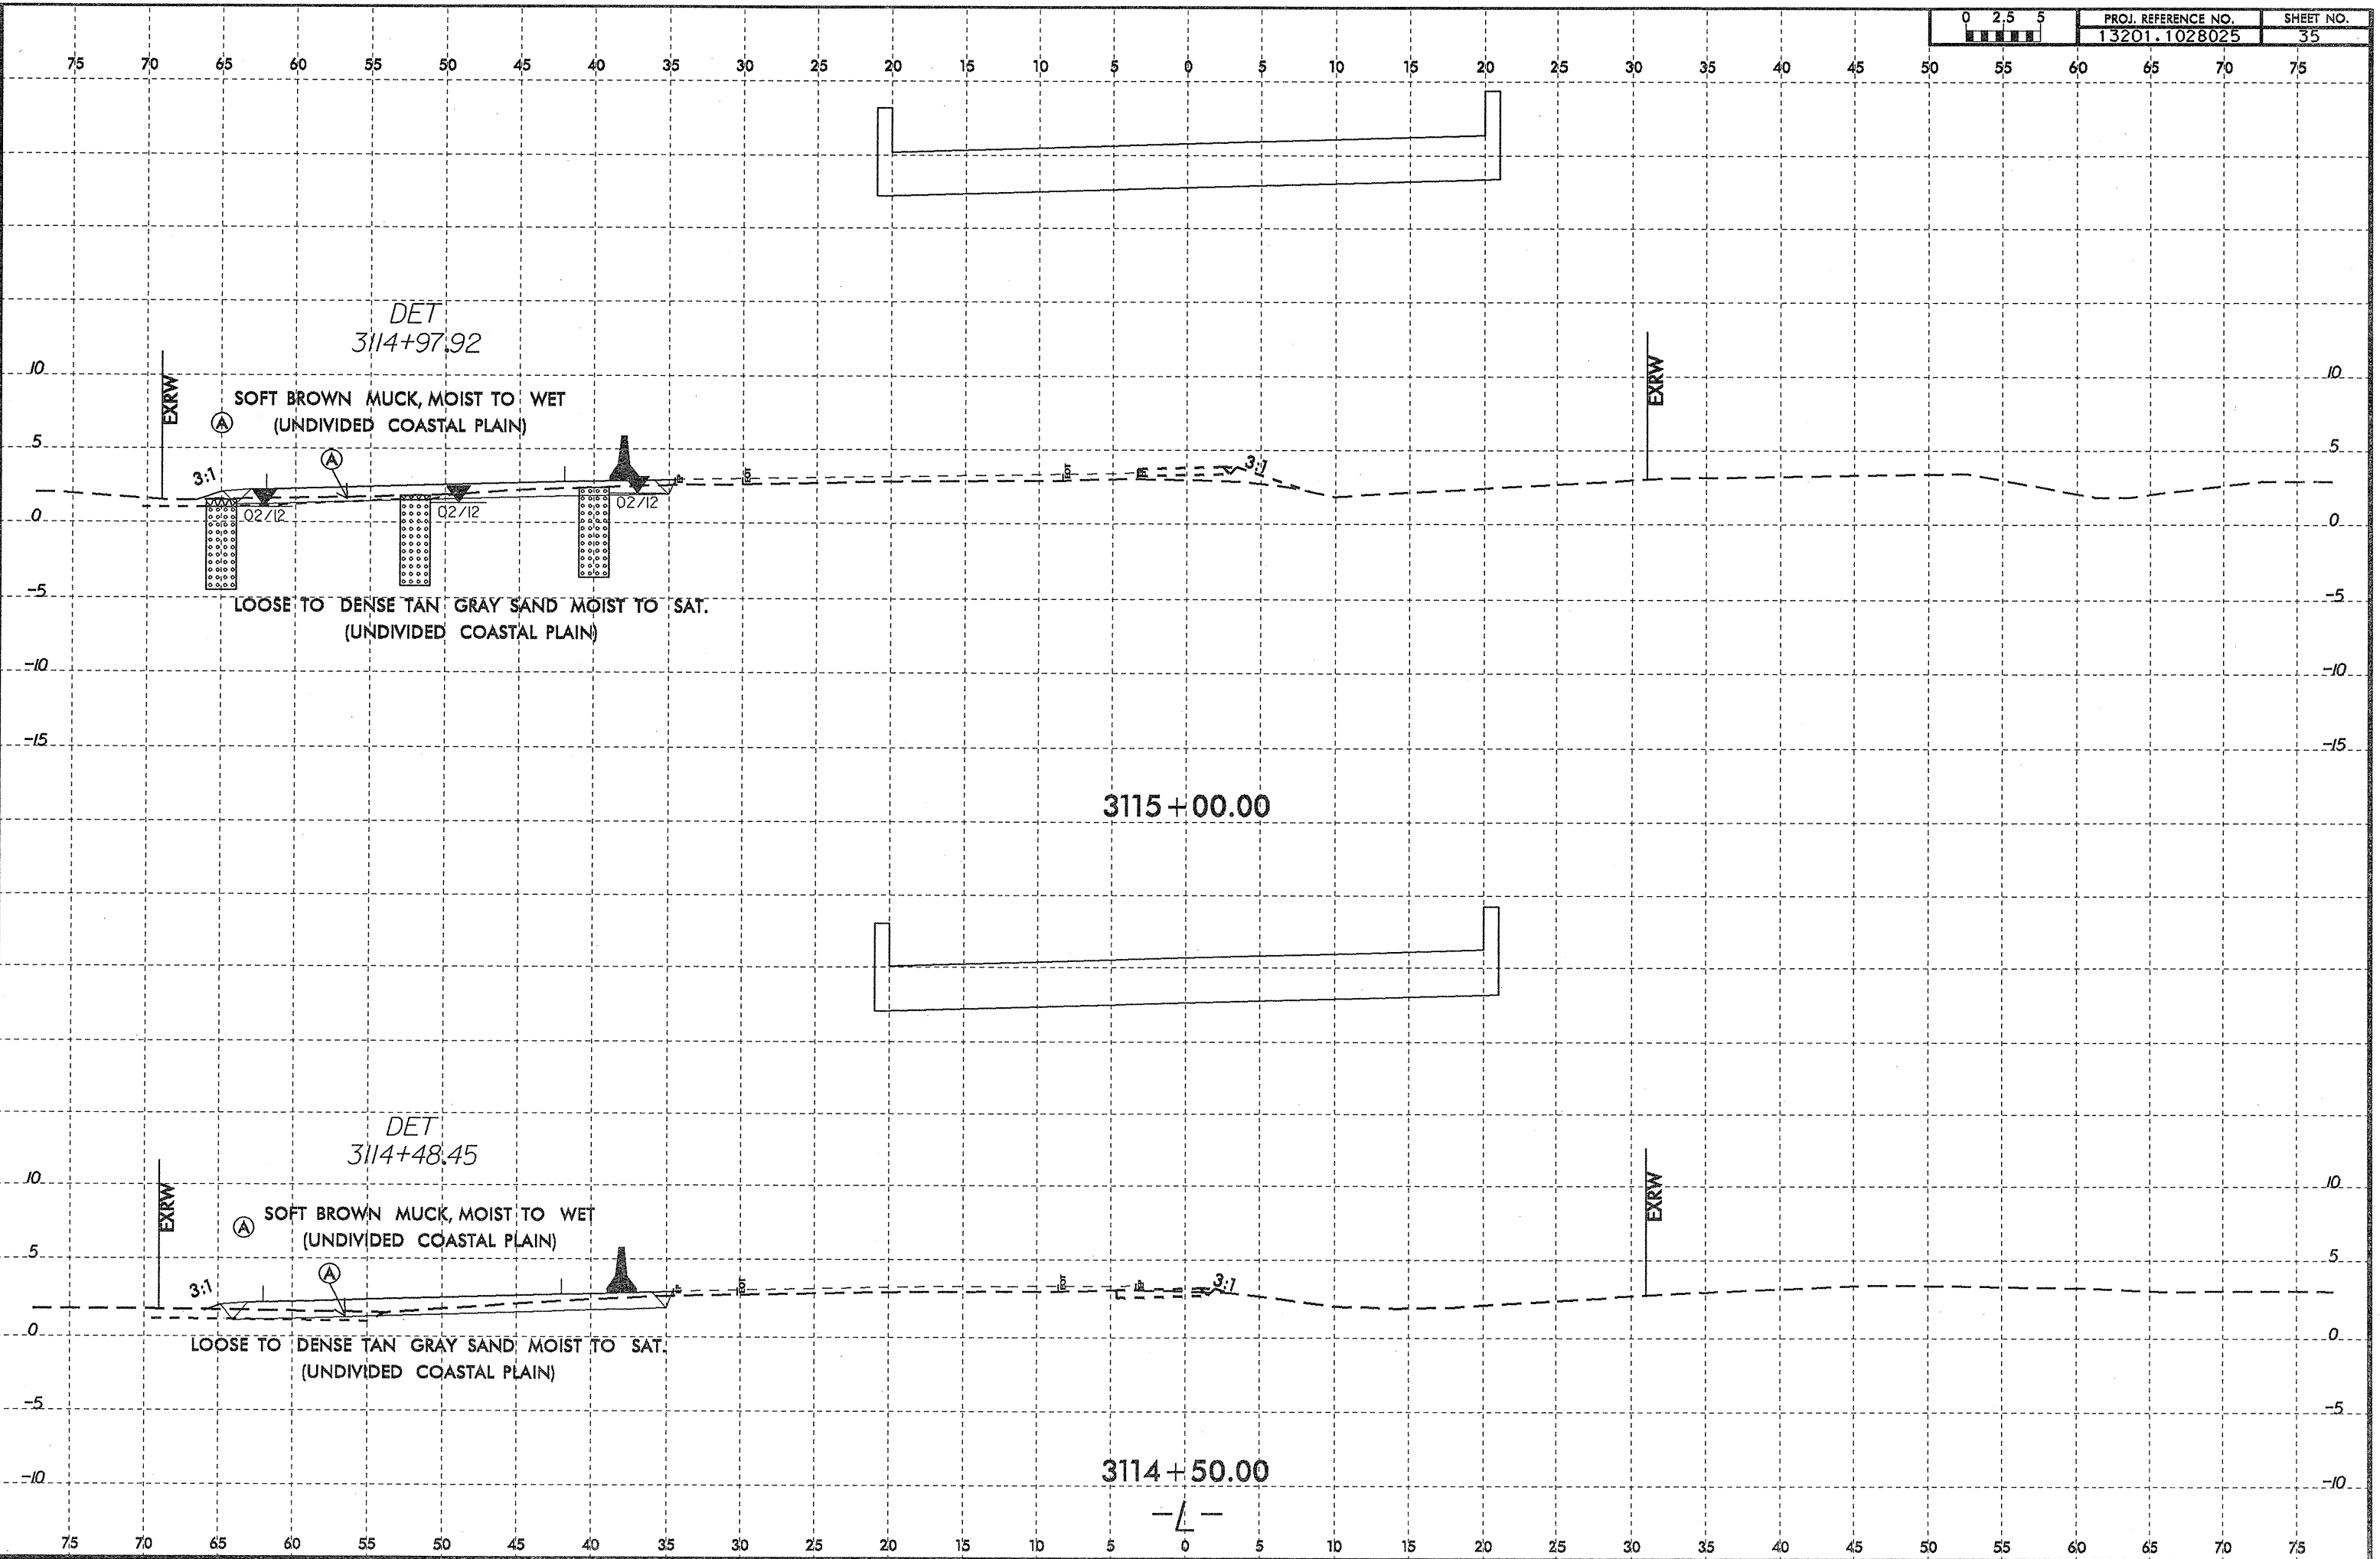 0 2.5 5
PROJ. REFERENCE NO. SHEET NO.
13201.1028025 35
75 70 65 60 55 50 45 40 35 30 25 20 15 10 5 0 5 10 15 20 25 30 35 40 45 50 55 60 65 70 75
DET
3114+97.92
10 EXRW EXRW 10
SOFT BROWN MUCK, MOIST TO WET
A (UNDIVIDED COASTAL PLAIN)
5 5
3:1 A 3:1
02/12 02/12 02/12
0 0
-5 -5
LOOSE TO DENSE TAN GRAY SAND MOIST TO SAT.
(UNDIVIDED COASTAL PLAIN)
-10 -10
-15 -15
3115+00.00
DET
3114+48.45
10 EXRW EXRW 10
SOFT BROWN MUCK, MOIST TO WET
A (UNDIVIDED COASTAL PLAIN)
5 5
3:1 A 3:1
0 0
LOOSE TO DENSE TAN GRAY SAND MOIST TO SAT.
(UNDIVIDED COASTAL PLAIN)
-5 -5
-10 -10
3114+50.00
-L-
75 70 65 60 55 50 45 40 35 30 25 20 15 10 5 0 5 10 15 20 25 30 35 40 45 50 55 60 65 70 75